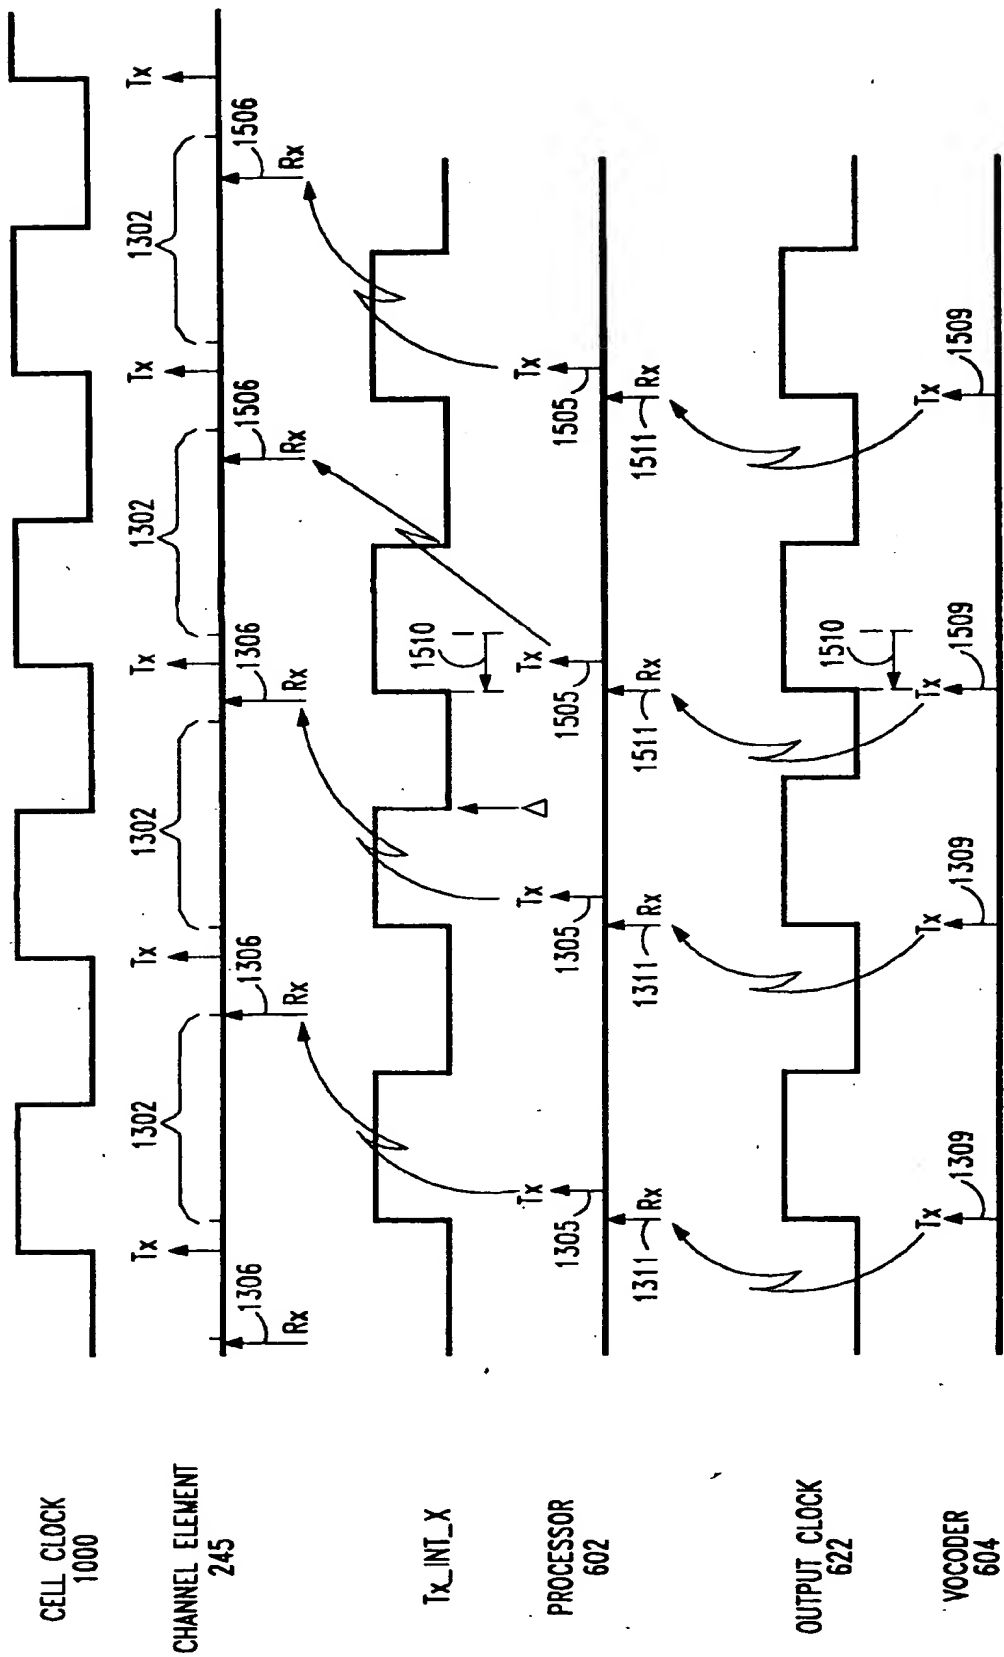 CELL CLOCK
1000
Tx 1302 Tx 1302 Tx 1302 Tx 1302 Tx
CHANNEL ELEMENT
245
1306 1306 1306 1506 1506
Rx Rx Rx Rx Rx
Tx_INT_X
1510
Δ
Tx Tx Tx Tx
PROCESSOR
602
1305 1305 1505 1505
1311 Rx 1311 Rx 1511 Rx 1511 Rx
OUTPUT CLOCK
622
1510
Tx 1309 Tx 1309 Tx 1509 Tx 1509
VOCODER
604